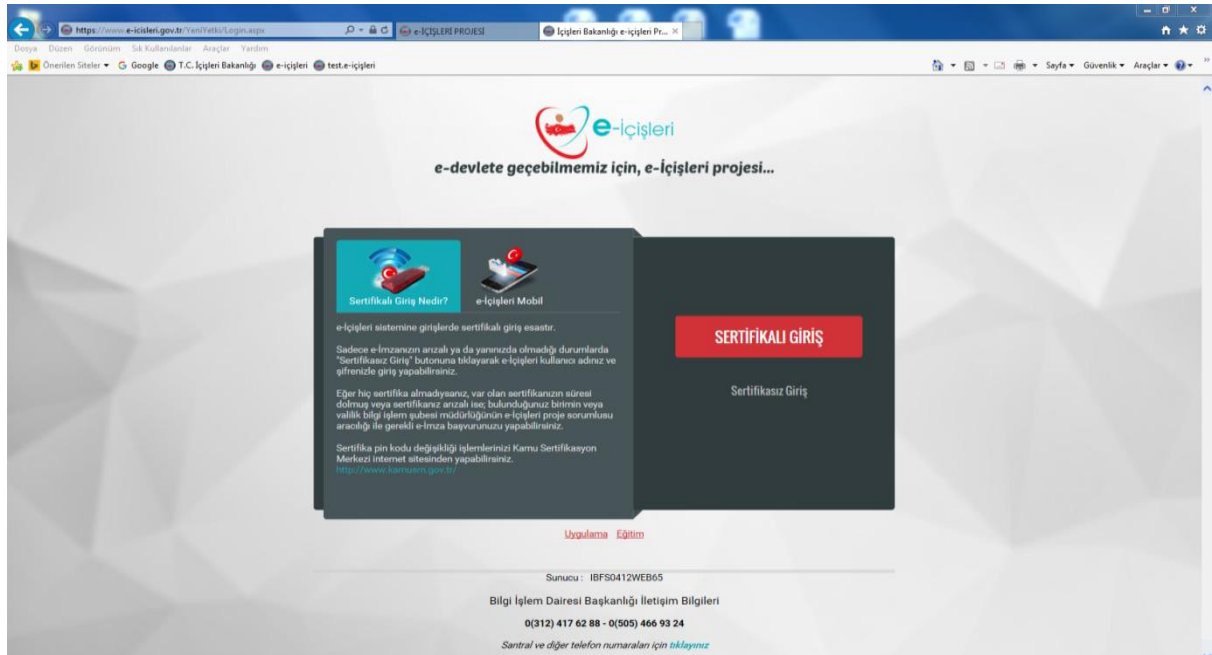 https://www.e-icisleri.gov.tr/YeniYetki/Login.aspx
e-İÇİŞLERİ PROJESİ
İçişleri Bakanlığı e-içişleri Pr...
Dosya Düzen Görünüm Sık Kullanılanlar Araçlar Yardım
Önerilen Siteler Google T.C. İçişleri Bakanlığı e-içişleri test.e-içişleri
Sayfa Güvenlik Araçlar
e-içişleri
e-devlete geçebilmemiz için, e-İçişleri projesi...
Sertifikalı Giriş Nedir?
e-İçişleri Mobil
e-İçişleri sistemine girişlerde sertifikalı giriş esastır.
Sadece e-İmzanızın arızalı ya da yanınızda olmadığı durumlarda
"Sertifikasız Giriş" butonuna tıklayarak e-İçişleri kullanıcı adınız ve
şifrenizle giriş yapabilirsiniz.
Eğer hiç sertifika almadıysanız, var olan sertifikanızın süresi
dolmuş veya sertifikanız arızalı ise; bulunduğunuz birimin veya
valilik bilgi işlem şubesi müdürlüğünün e-İçişleri proje sorumlusu
aracılığı ile gerekli e-İmza başvurunuzu yapabilirsiniz.
Sertifika pin kodu değişikliği işlemlerinizi Kamu Sertifikasyon
Merkezi internet sitesinden yapabilirsiniz.
http://www.kamusm.gov.tr/
SERTİFİKALI GİRİŞ
Sertifikasız Giriş
Uygulama Eğitim
Sunucu : IBFS0412WEB65
Bilgi İşlem Dairesi Başkanlığı İletişim Bilgileri
0(312) 417 62 88 - 0(505) 466 93 24
Santral ve diğer telefon numaraları için tıklayınız